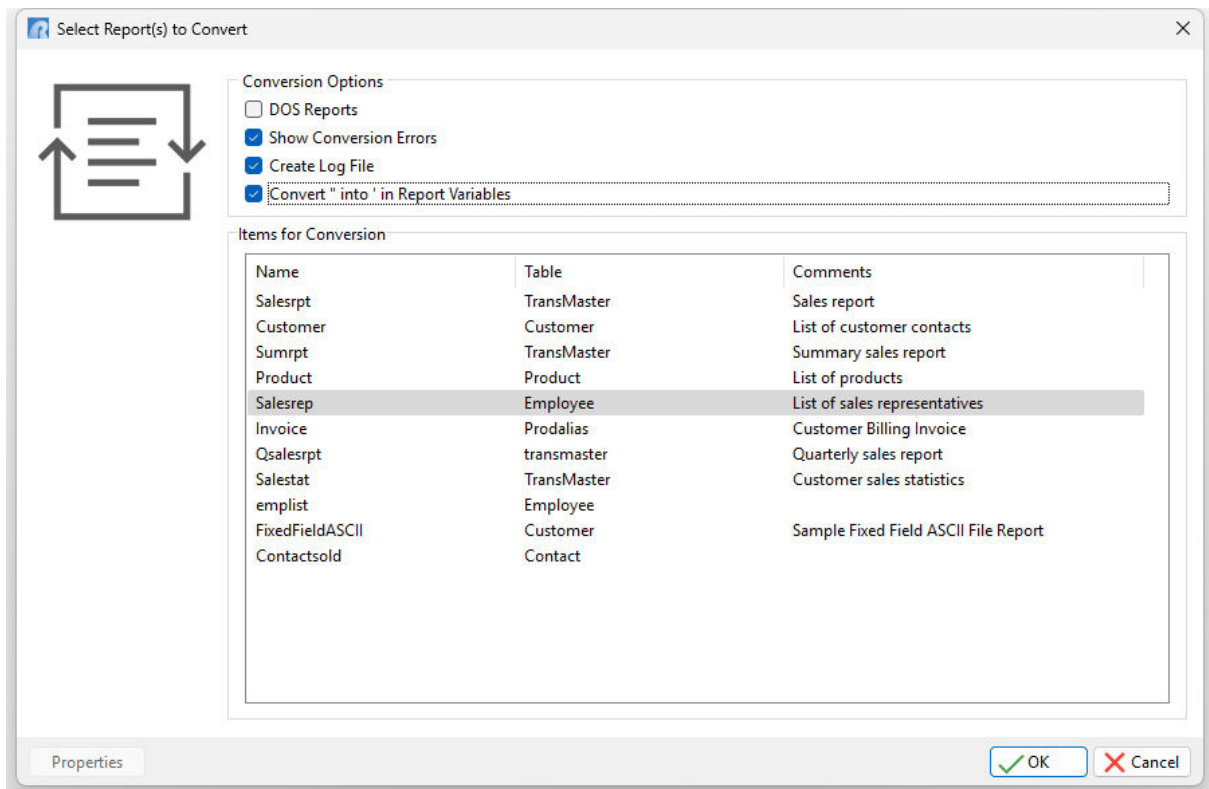 Select Report(s) to Convert
Conversion Options
DOS Reports
Show Conversion Errors
Create Log File
Convert " into ' in Report Variables
Items for Conversion
Name Table Comments
Salesrpt TransMaster Sales report
Customer Customer List of customer contacts
Sumrpt TransMaster Summary sales report
Product Product List of products
Salesrep Employee List of sales representatives
Invoice Prodalias Customer Billing Invoice
Qsalesrpt transmaster Quarterly sales report
Salestat TransMaster Customer sales statistics
emplist Employee
FixedFieldASCII Customer Sample Fixed Field ASCII File Report
Contactsold Contact
Properties OK Cancel